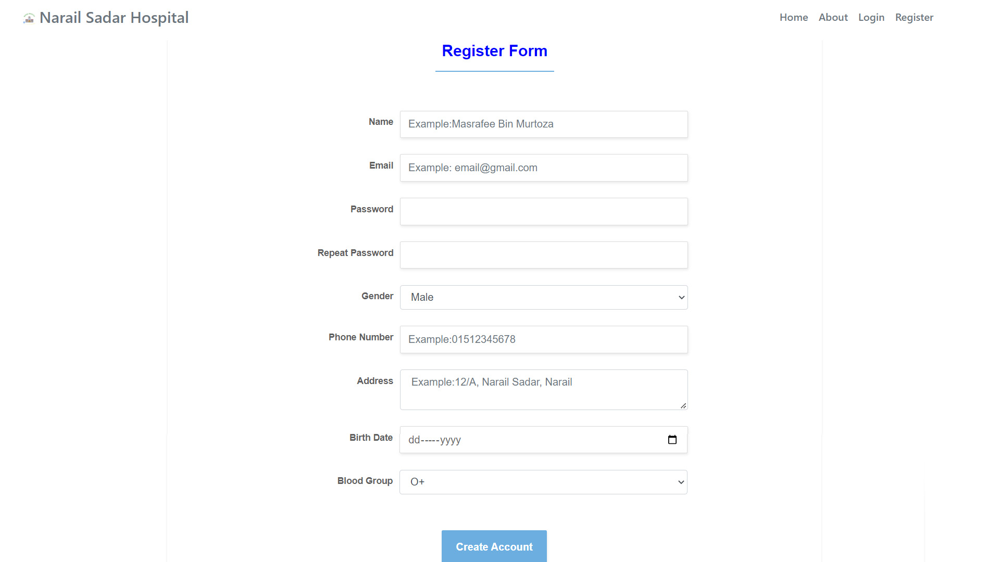 Narail Sadar Hospital
Home About Login Register
Register Form
Name Example:Masrafee Bin Murtoza
Email Example: email@gmail.com
Password
Repeat Password
Gender Male
Phone Number Example:01512345678
Address Example:12/A, Narail Sadar, Narail
Birth Date dd-----yyyy
Blood Group O+
Create Account